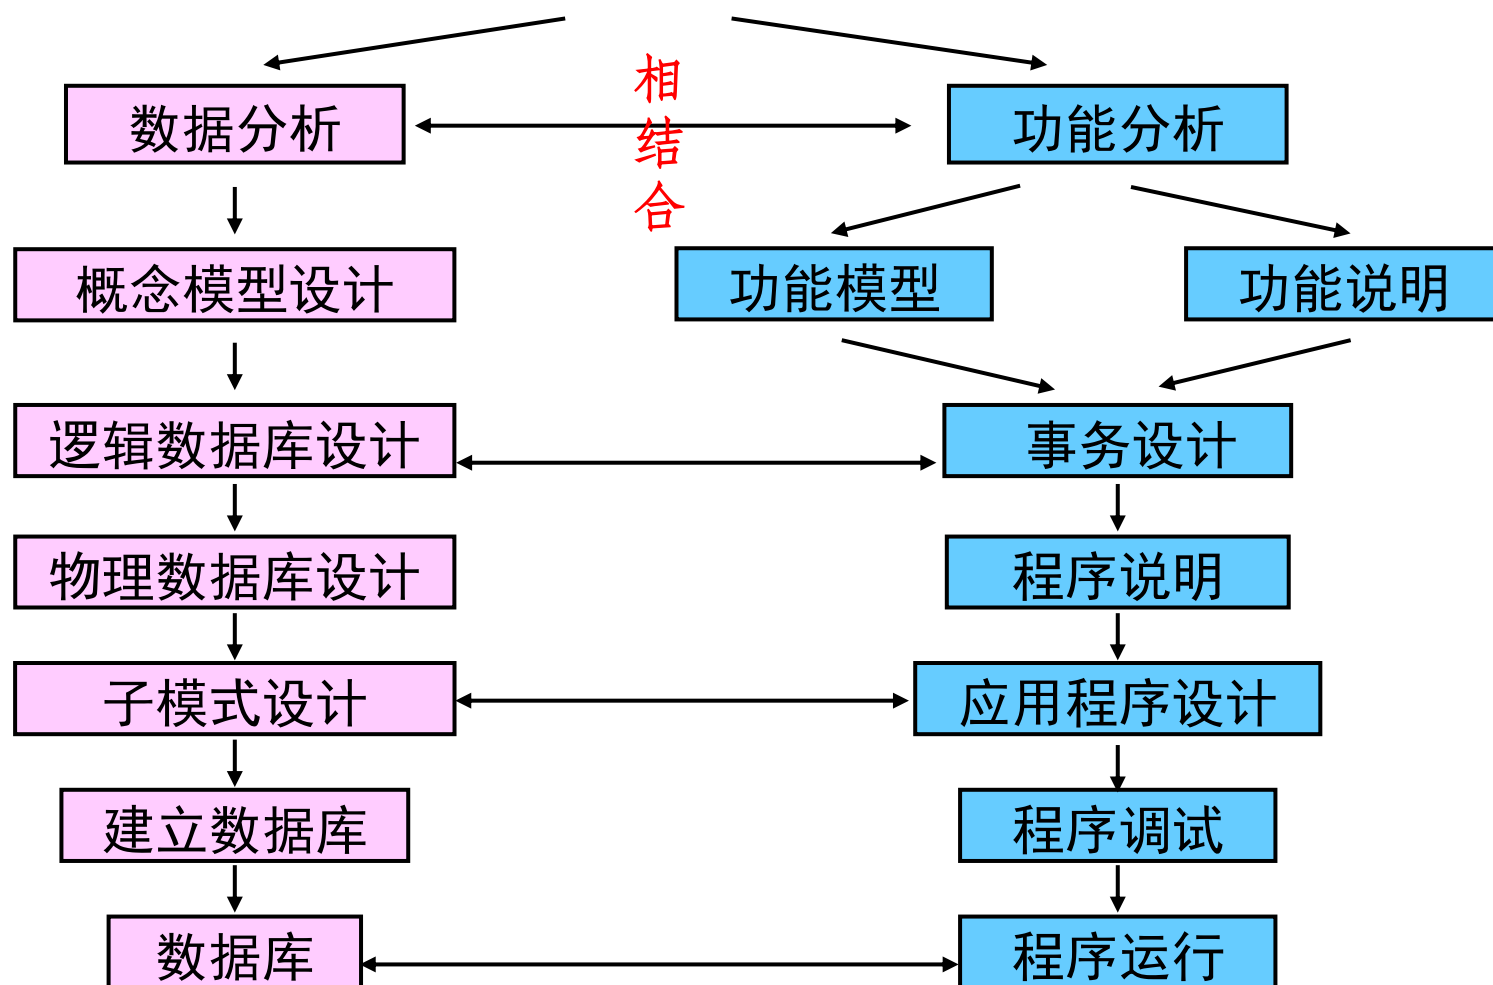 相
结
合
数据分析
功能分析
概念模型设计
功能模型
功能说明
逻辑数据库设计
事务设计
物理数据库设计
程序说明
子模式设计
应用程序设计
建立数据库
程序调试
数据库
程序运行